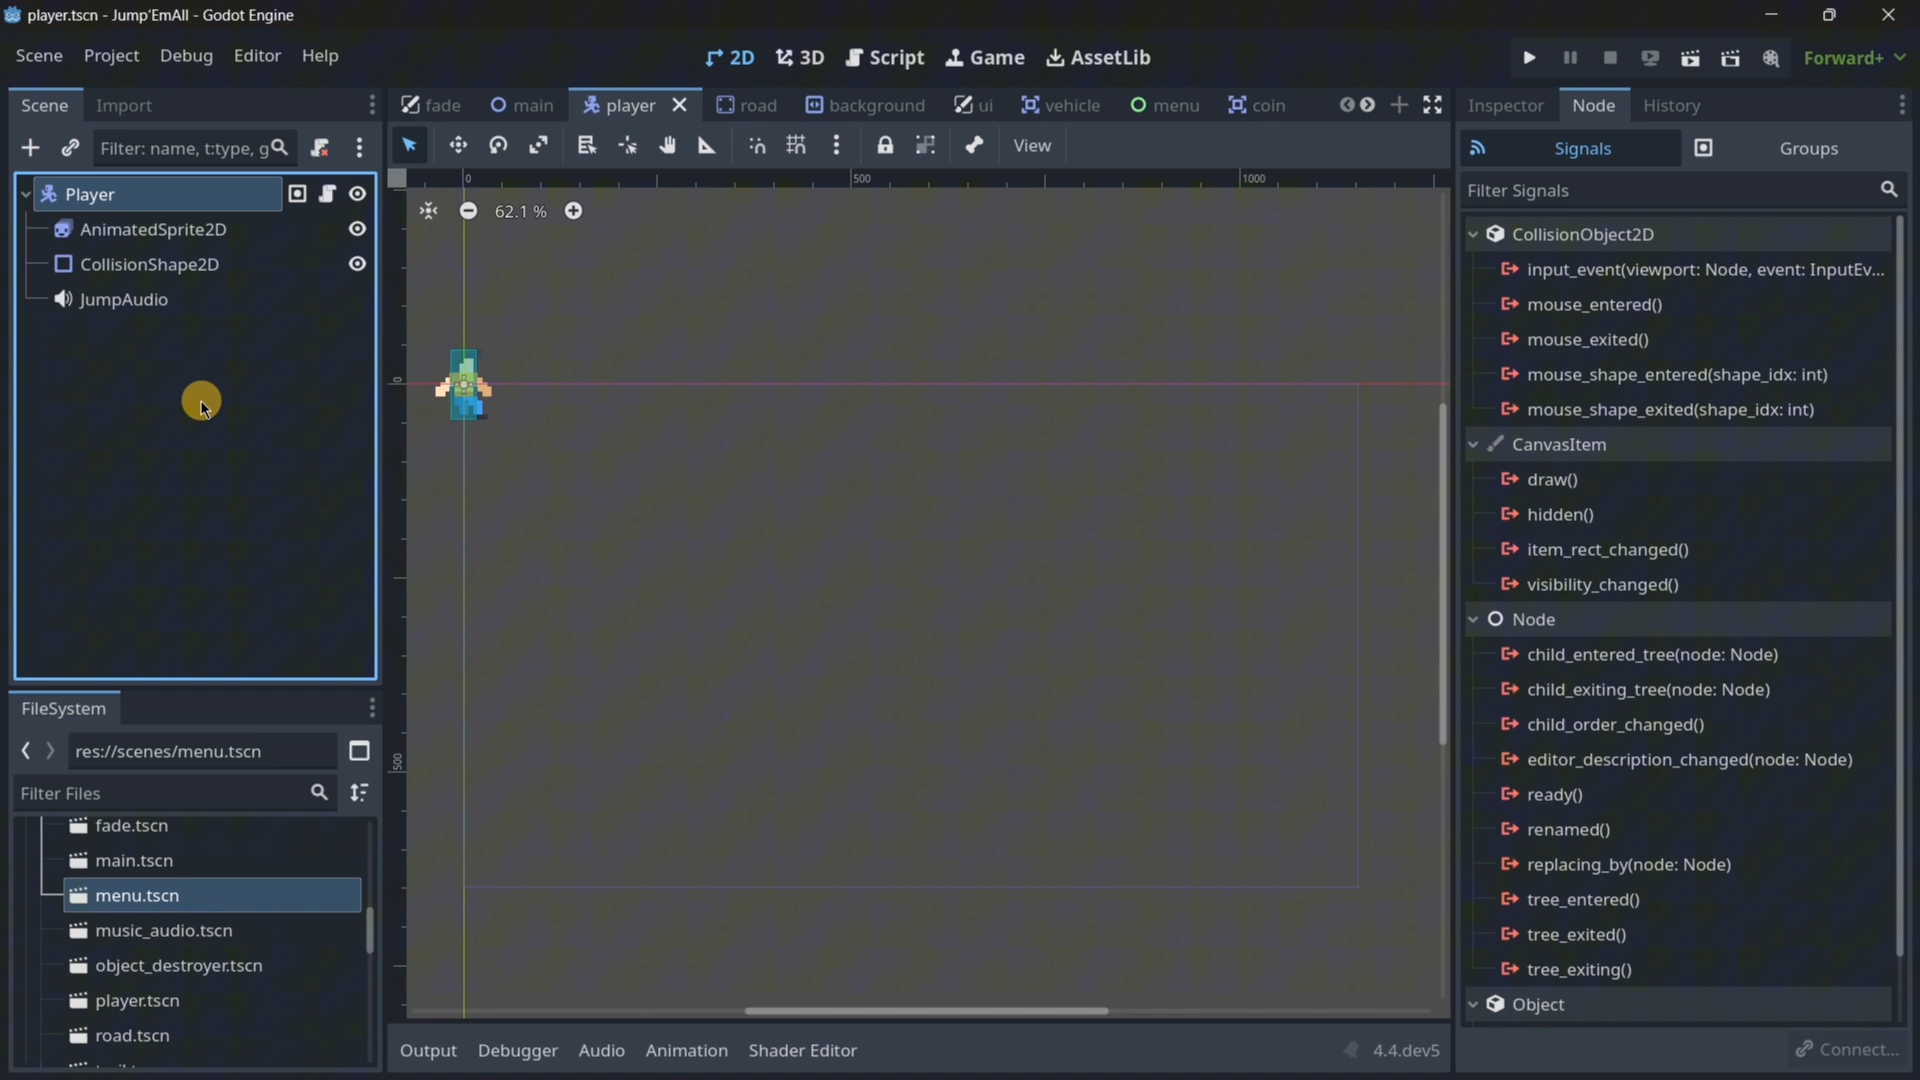 player.tscn - Jump'EmAll - Godot Engine
Scene Project Debug Editor Help
2D 3D Script Game AssetLib
Forward+
Scene Import
Filter: name, t:type, g
Player
AnimatedSprite2D
CollisionShape2D
JumpAudio
FileSystem
res://scenes/menu.tscn
Filter Files
fade.tscn
main.tscn
menu.tscn
music_audio.tscn
object_destroyer.tscn
player.tscn
road.tscn
fade main player road background ui vehicle menu coin
View
0 500 1000
62.1 %
0
500
Output Debugger Audio Animation Shader Editor
4.4.dev5
Inspector Node History
Signals Groups
Filter Signals
CollisionObject2D
input_event(viewport: Node, event: InputEv...
mouse_entered()
mouse_exited()
mouse_shape_entered(shape_idx: int)
mouse_shape_exited(shape_idx: int)
CanvasItem
draw()
hidden()
item_rect_changed()
visibility_changed()
Node
child_entered_tree(node: Node)
child_exiting_tree(node: Node)
child_order_changed()
editor_description_changed(node: Node)
ready()
renamed()
replacing_by(node: Node)
tree_entered()
tree_exited()
tree_exiting()
Object
Connect...